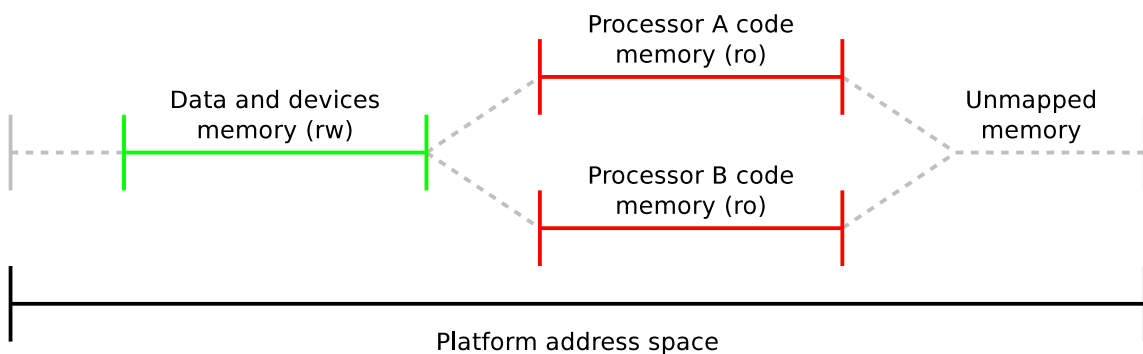 Processor A code
memory (ro)
Data and devices
memory (rw)
Unmapped
memory
Processor B code
memory (ro)
Platform address space